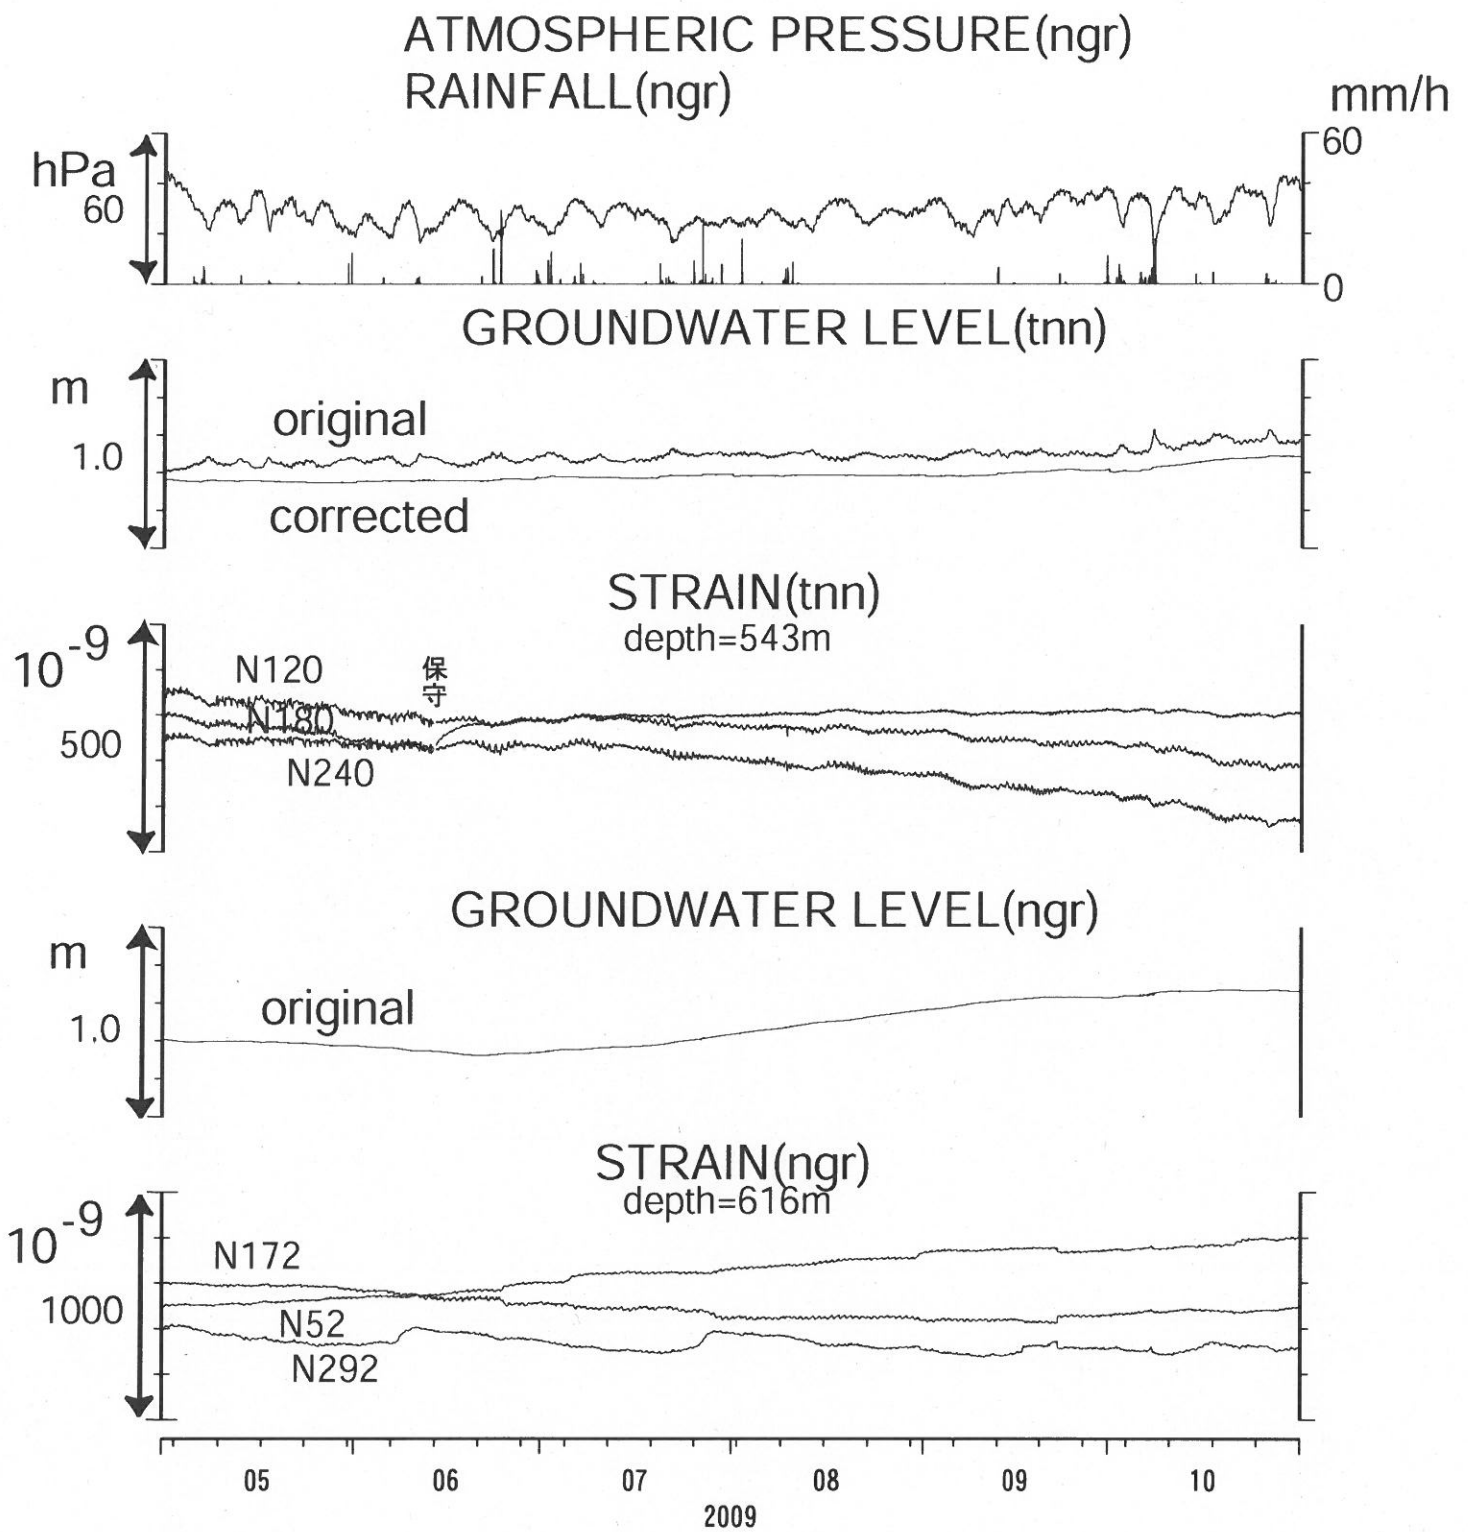 ATMOSPHERIC PRESSURE(ngr)
RAINFALL(ngr)
mm/h
hPa
60
60
0
GROUNDWATER LEVEL(tnn)
m
1.0
original
corrected
STRAIN(tnn)
depth=543m
10-9
500
N120
保守
N180
N240
GROUNDWATER LEVEL(ngr)
m
1.0
original
STRAIN(ngr)
depth=616m
10-9
1000
N172
N52
N292
05 06 07 08 09 10
2009